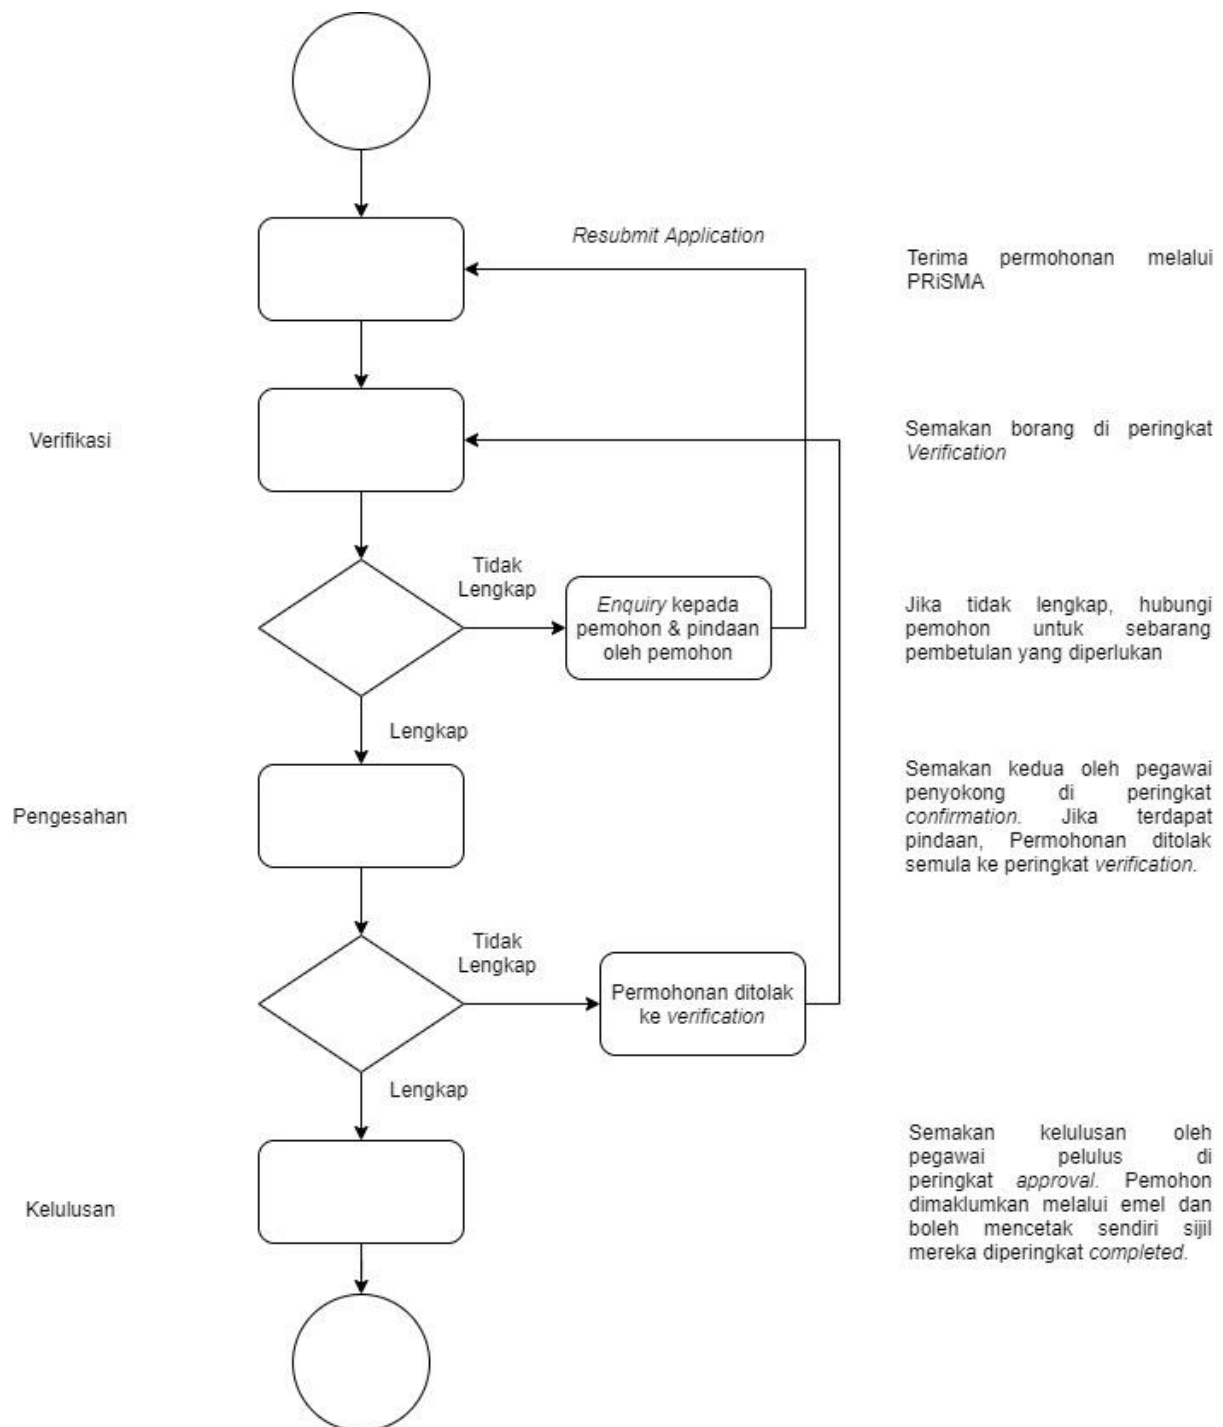 Resubmit Application
Terima permohonan melalui
PRiSMA
Verifikasi
Semakan borang di peringkat
Verification
Tidak
Lengkap
Enquiry kepada
pemohon & pindaan
oleh pemohon
Jika tidak lengkap, hubungi
pemohon untuk sebarang
pembetulan yang diperlukan
Lengkap
Pengesahan
Semakan kedua oleh pegawai
penyokong di peringkat
confirmation. Jika terdapat
pindaan, Permohonan ditolak
semula ke peringkat verification.
Tidak
Lengkap
Permohonan ditolak
ke verification
Lengkap
Kelulusan
Semakan kelulusan oleh
pegawai pelulus di
peringkat approval. Pemohon
dimaklumkan melalui emel dan
boleh mencetak sendiri sijil
mereka diperingkat completed.